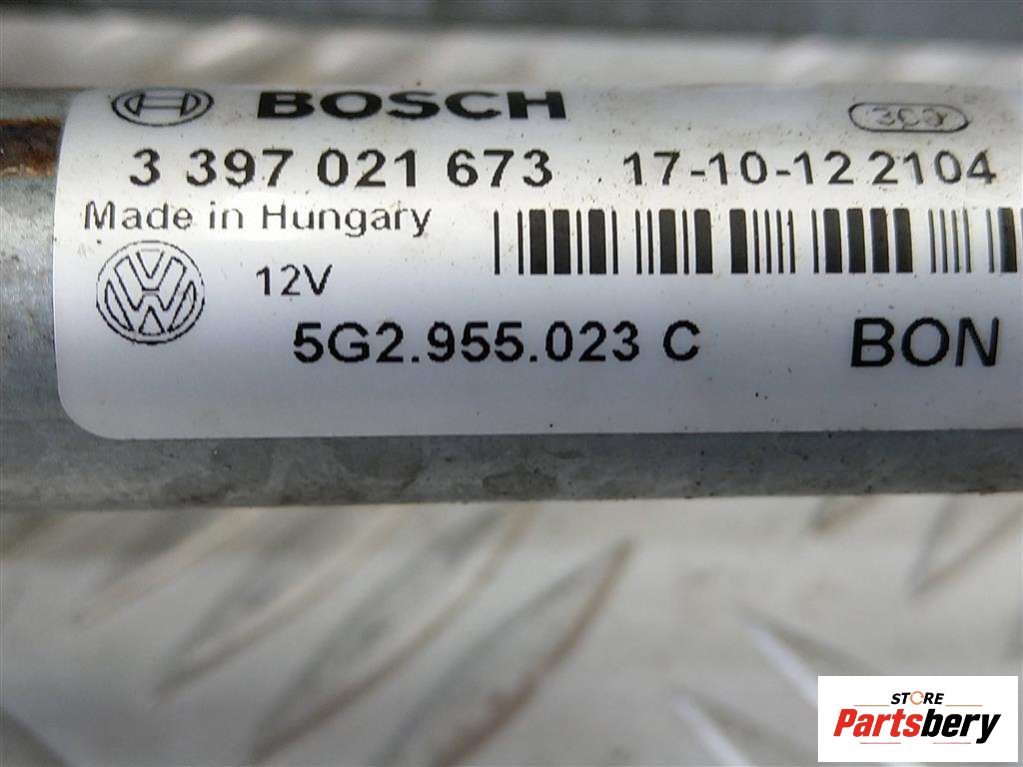 BOSCH
3 397 021 673 17-10-12 2104
Made in Hungary
VW
12V
5G2.955.023 C BON
STORE
Partsbery